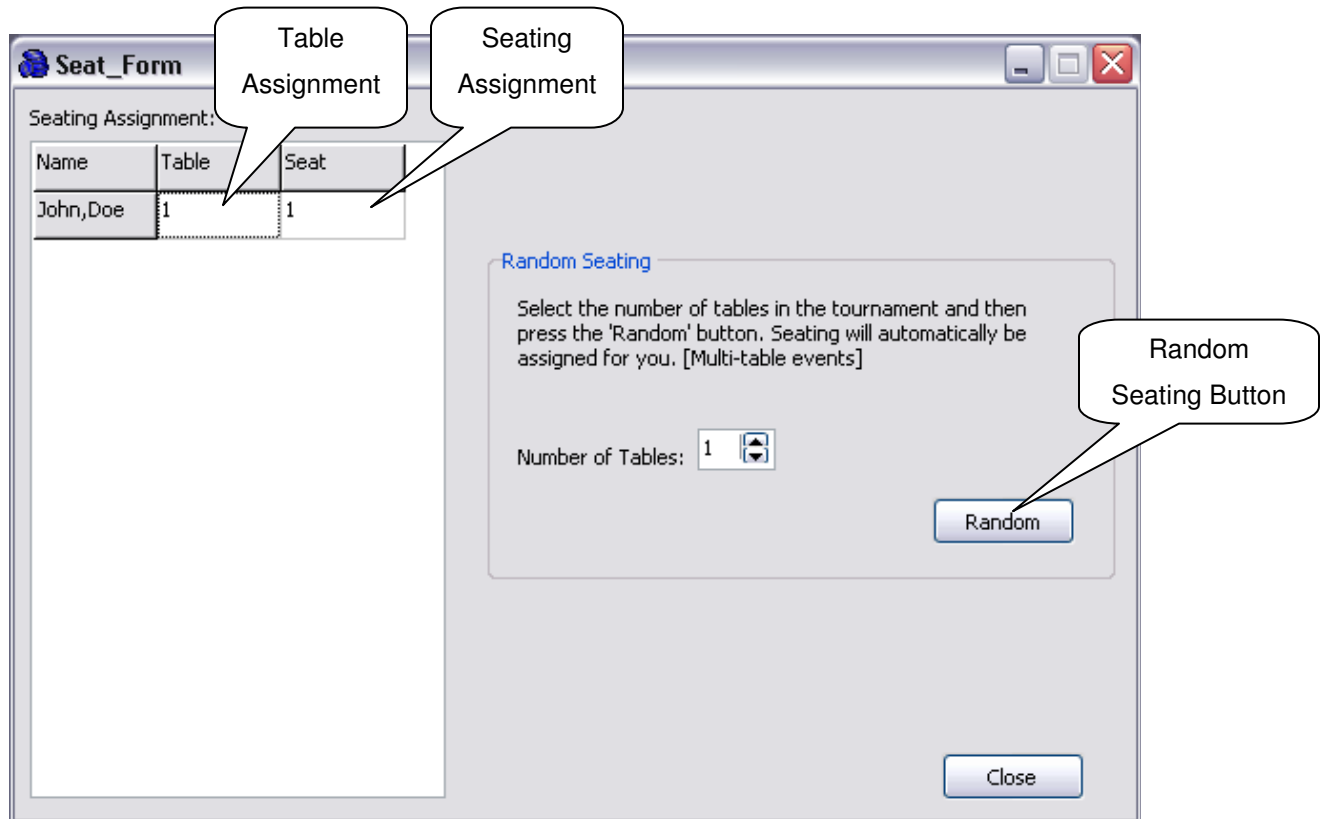 Table
Assignment
Seating
Assignment
Seat_Form
Seating Assignment:
Name Table Seat
John,Doe 1 1
Random Seating
Select the number of tables in the tournament and then
press the 'Random' button. Seating will automatically be
assigned for you. [Multi-table events]
Random
Seating Button
Number of Tables: 1
Random
Close